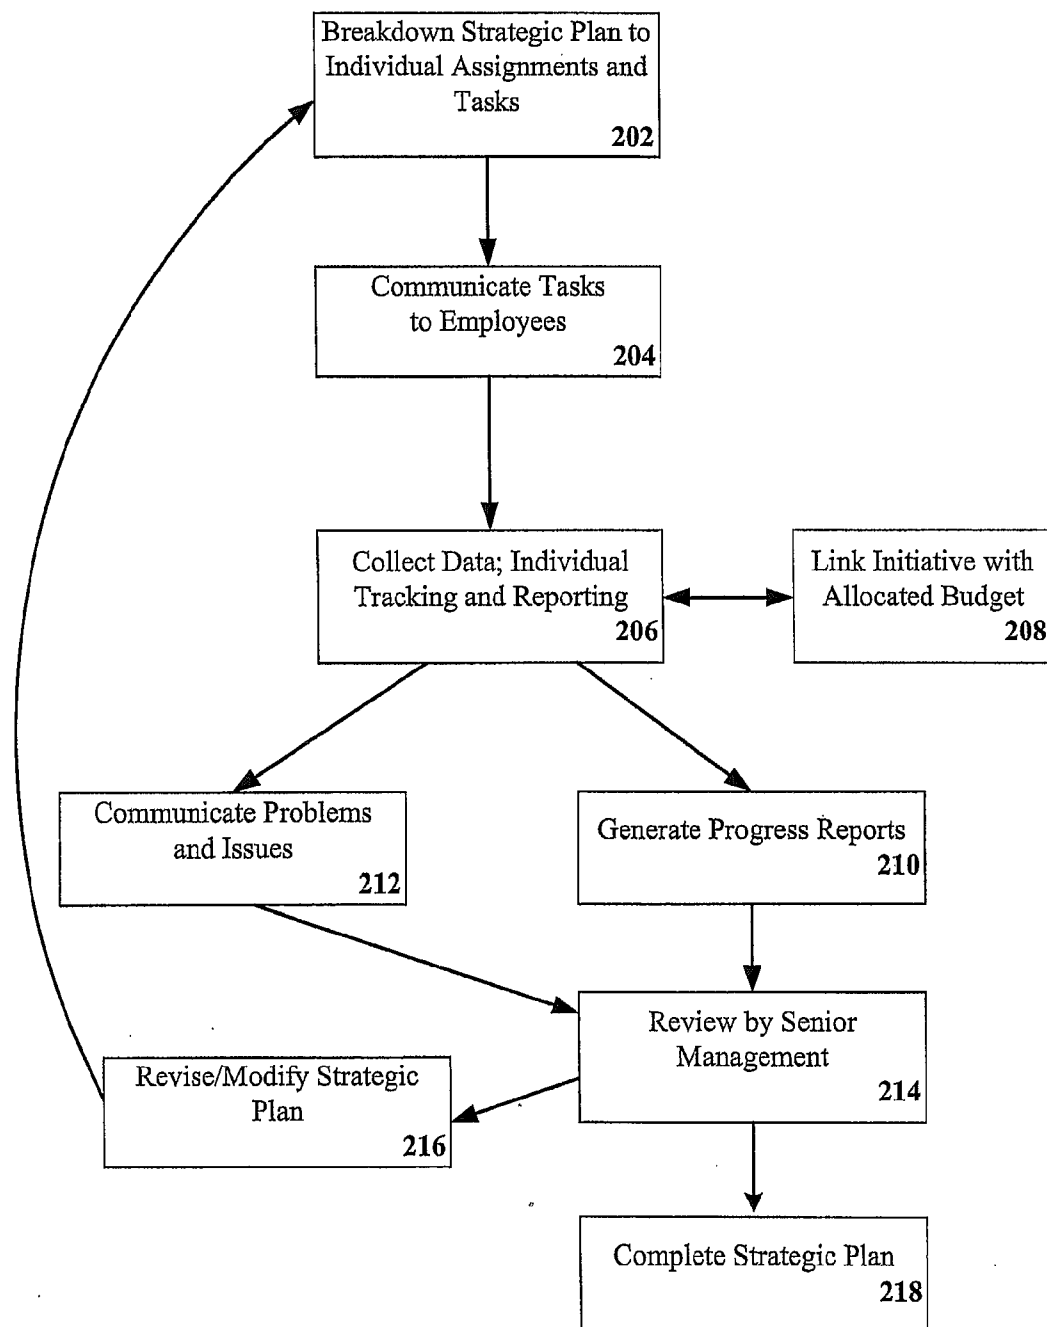 Breakdown Strategic Plan to
Individual Assignments and
Tasks
202
Communicate Tasks
to Employees
204
Collect Data; Individual
Tracking and Reporting
206
Link Initiative with
Allocated Budget
208
Communicate Problems
and Issues
212
Generate Progress Reports
210
Review by Senior
Management
214
Revise/Modify Strategic
Plan
216
Complete Strategic Plan
218